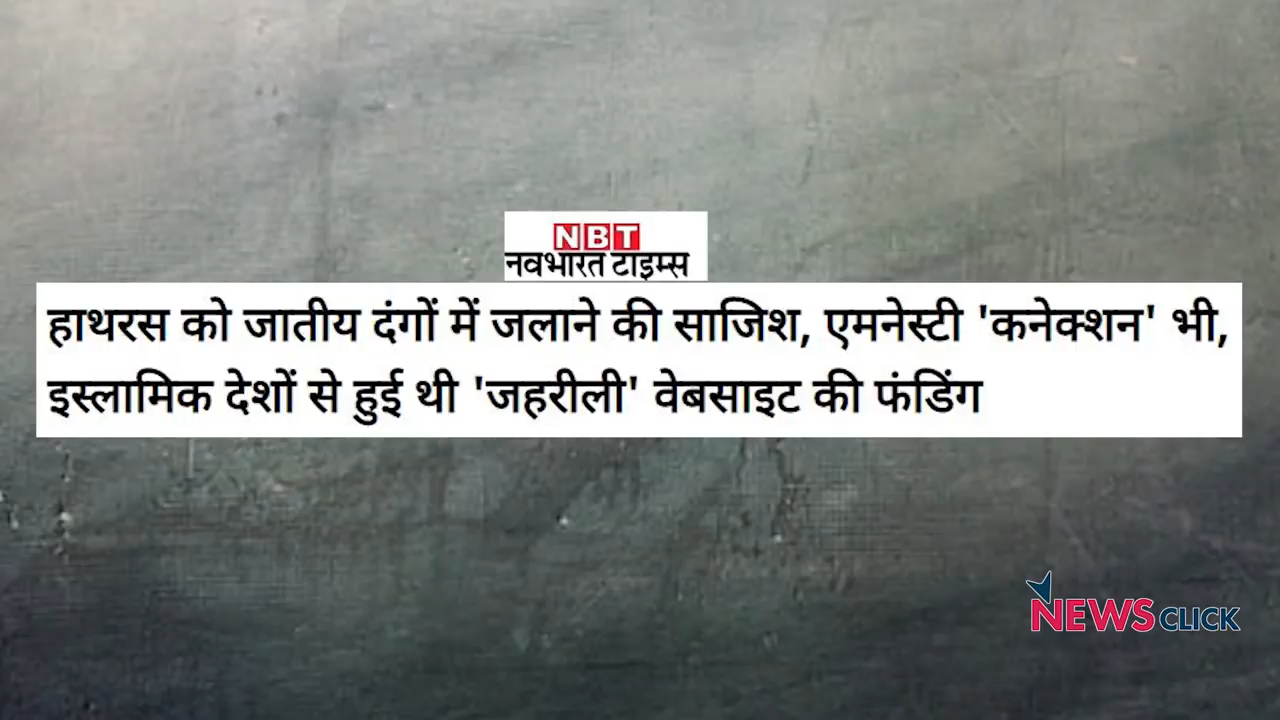 NBT
नवभारत टाइम्स
हाथरस को जातीय दंगों में जलाने की साजिश, एमनेस्टी 'कनेक्शन' भी,
इस्लामिक देशों से हुई थी 'जहरीली' वेबसाइट की फंडिंग
NEWSCLICK